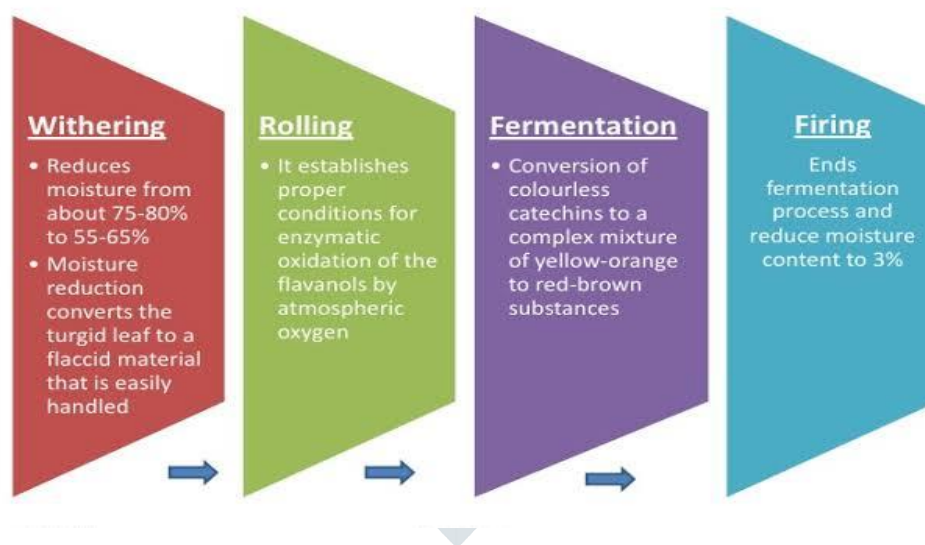 Withering
• Reduces
moisture from
about 75-80%
to 55-65%
• Moisture
reduction
converts the
turgid leaf to a
flaccid material
that is easily
handled
Rolling
• It establishes
proper
conditions for
enzymatic
oxidation of the
flavanols by
atmospheric
oxygen
Fermentation
• Conversion of
colourless
catechins to a
complex mixture
of yellow-orange
to red-brown
substances
Firing
Ends
fermentation
process and
reduce moisture
content to 3%